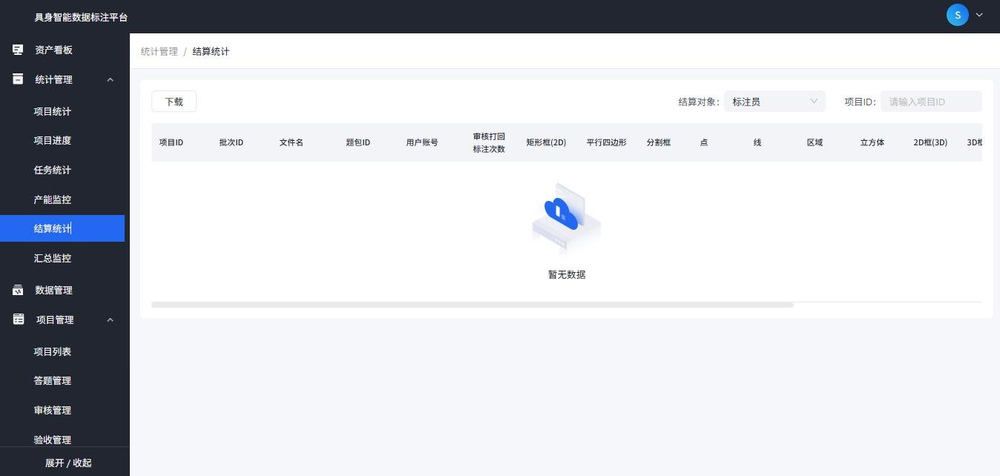 具身智能数据标注平台
S
资产看板
统计管理
项目统计
项目进度
任务统计
产能监控
结算统计
汇总监控
数据管理
项目管理
项目列表
答题管理
审核管理
验收管理
展开 / 收起
统计管理 / 结算统计
下载
结算对象: 标注员
项目ID: 请输入项目ID
项目ID 批次ID 文件名 题包ID 用户账号 审核打回标注次数 矩形框(2D) 平行四边形 分割框 点 线 区域 立方体 2D框(3D) 3D框
暂无数据